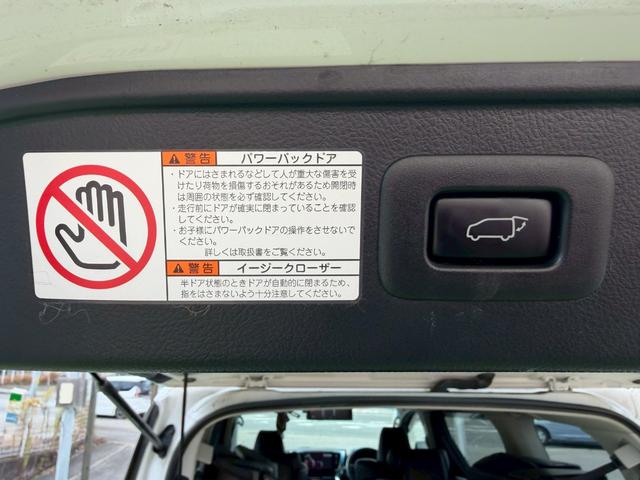 警告 パワーバックドア
・ドアにはさまれるなどして人が重大な傷害を受
けたり荷物を損傷するおそれがあるため開閉時
は周囲の状態を必ず確認してください。
・走行前にドアが確実に閉まっていることを確認
してください。
・お子様にパワーバックドアの操作をさせないで
ください。
詳しくは取扱書をご覧ください。
警告 イージークローザー
半ドア状態のときドアが自動的に閉まるため、
指をはさまないよう十分注意してください。